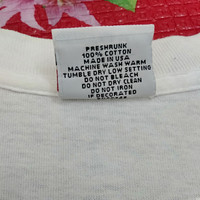 PRESHRUNK
100% COTTON
MADE IN USA
MACHINE WASH WARM
TUMBLE DRY LOW SETTING
DO NOT BLEACH
DO NOT DRY CLEAN
DO NOT IRON
IF DECORATED